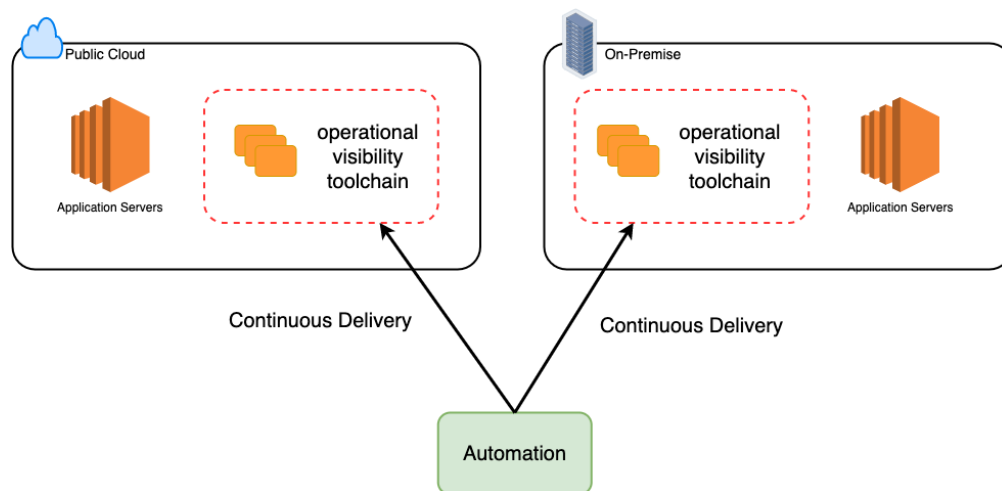 Public Cloud
On-Premise
operational
visibility
toolchain
Application Servers
operational
visibility
toolchain
Application Servers
Continuous Delivery
Continuous Delivery
Automation